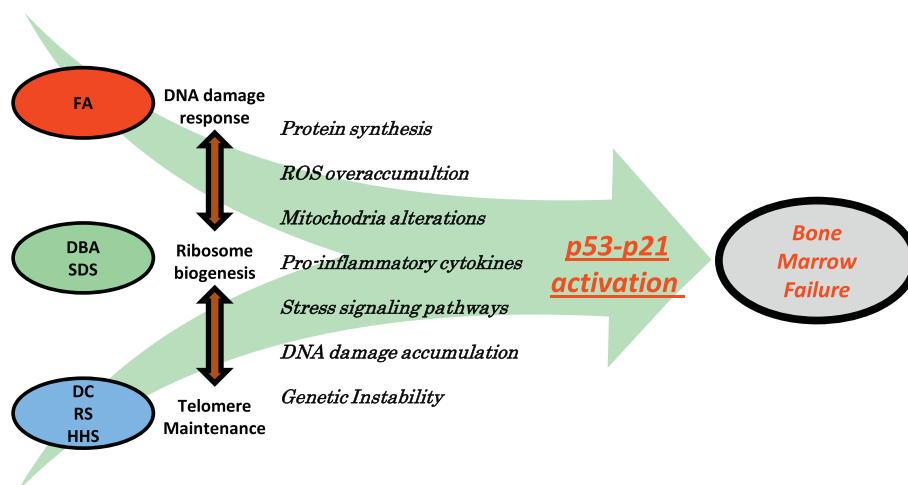 FA
DNA damage
response
DBA
SDS
Ribosome
biogenesis
DC
RS
HHS
Telomere
Maintenance
Protein synthesis
ROS overaccumultion
Mitochodria alterations
Pro-inflammatory cytokines
Stress signaling pathways
DNA damage accumulation
Genetic Instability
p53-p21
activation
Bone
Marrow
Failure